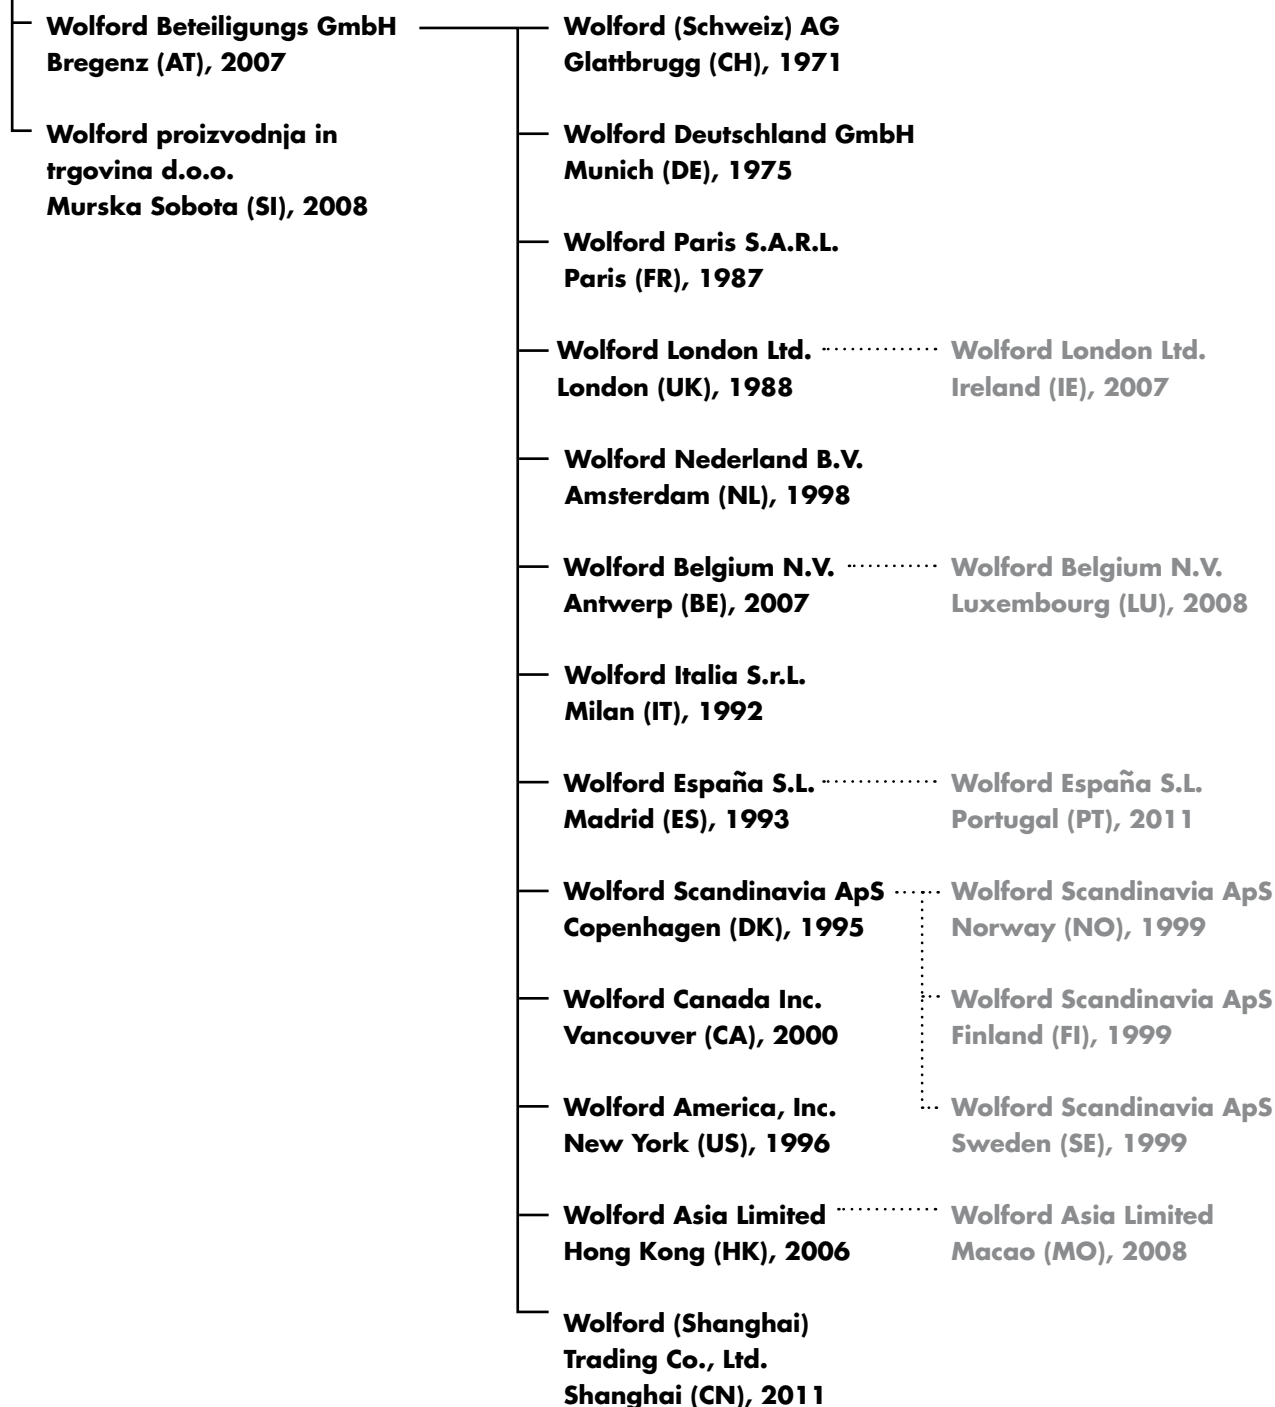 Wolford Beteiligungs GmbH
Bregenz (AT), 2007
Wolford proizvodnja in
trgovina d.o.o.
Murska Sobota (SI), 2008
Wolford (Schweiz) AG
Glattbrugg (CH), 1971
Wolford Deutschland GmbH
Munich (DE), 1975
Wolford Paris S.A.R.L.
Paris (FR), 1987
Wolford London Ltd.
London (UK), 1988
Wolford London Ltd.
Ireland (IE), 2007
Wolford Nederland B.V.
Amsterdam (NL), 1998
Wolford Belgium N.V.
Antwerp (BE), 2007
Wolford Belgium N.V.
Luxembourg (LU), 2008
Wolford Italia S.r.L.
Milan (IT), 1992
Wolford España S.L.
Madrid (ES), 1993
Wolford España S.L.
Portugal (PT), 2011
Wolford Scandinavia ApS
Copenhagen (DK), 1995
Wolford Scandinavia ApS
Norway (NO), 1999
Wolford Scandinavia ApS
Finland (FI), 1999
Wolford Scandinavia ApS
Sweden (SE), 1999
Wolford Canada Inc.
Vancouver (CA), 2000
Wolford America, Inc.
New York (US), 1996
Wolford Asia Limited
Hong Kong (HK), 2006
Wolford Asia Limited
Macao (MO), 2008
Wolford (Shanghai)
Trading Co., Ltd.
Shanghai (CN), 2011